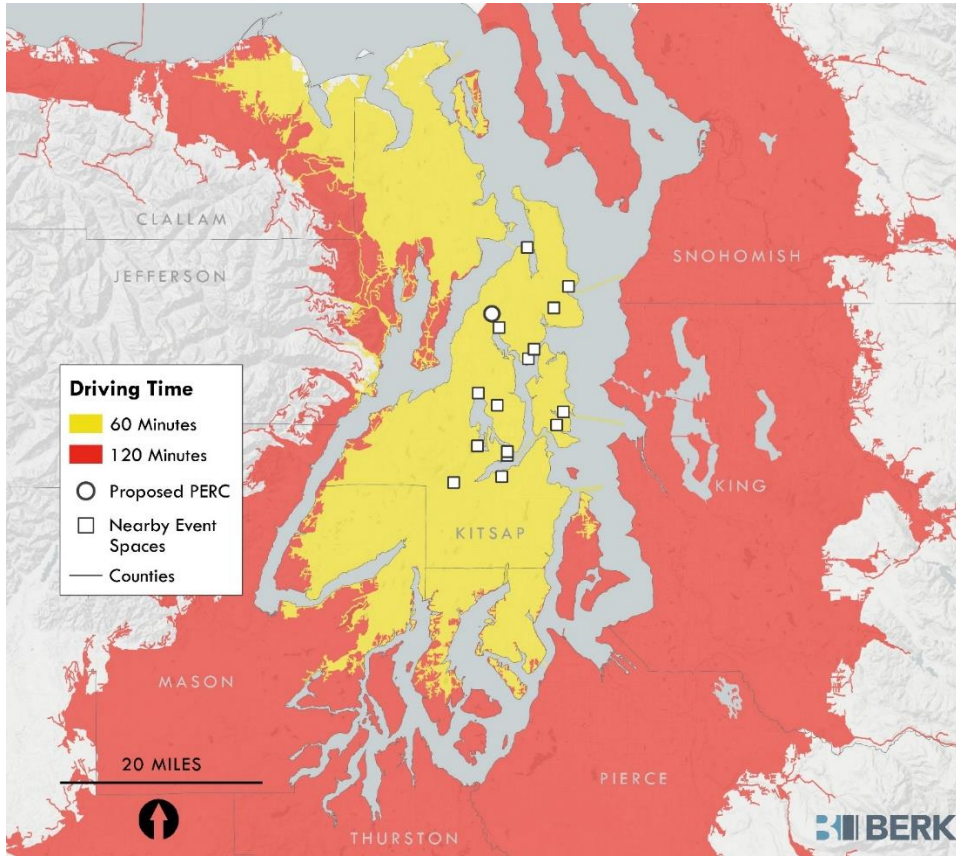 CLALLAM
JEFFERSON
SNOHOMISH
Driving Time
60 Minutes
120 Minutes
Proposed PERC
Nearby Event
Spaces
Counties
KING
KITSAP
MASON
20 MILES
PIERCE
THURSTON
BERK